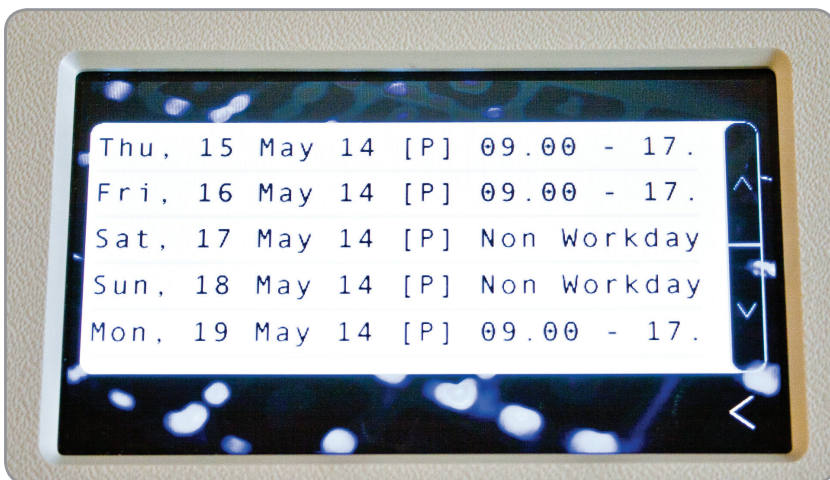 Thu, 15 May 14 [P] 09.00 - 17.
Fri, 16 May 14 [P] 09.00 - 17.
Sat, 17 May 14 [P] Non Workday
Sun, 18 May 14 [P] Non Workday
Mon, 19 May 14 [P] 09.00 - 17.